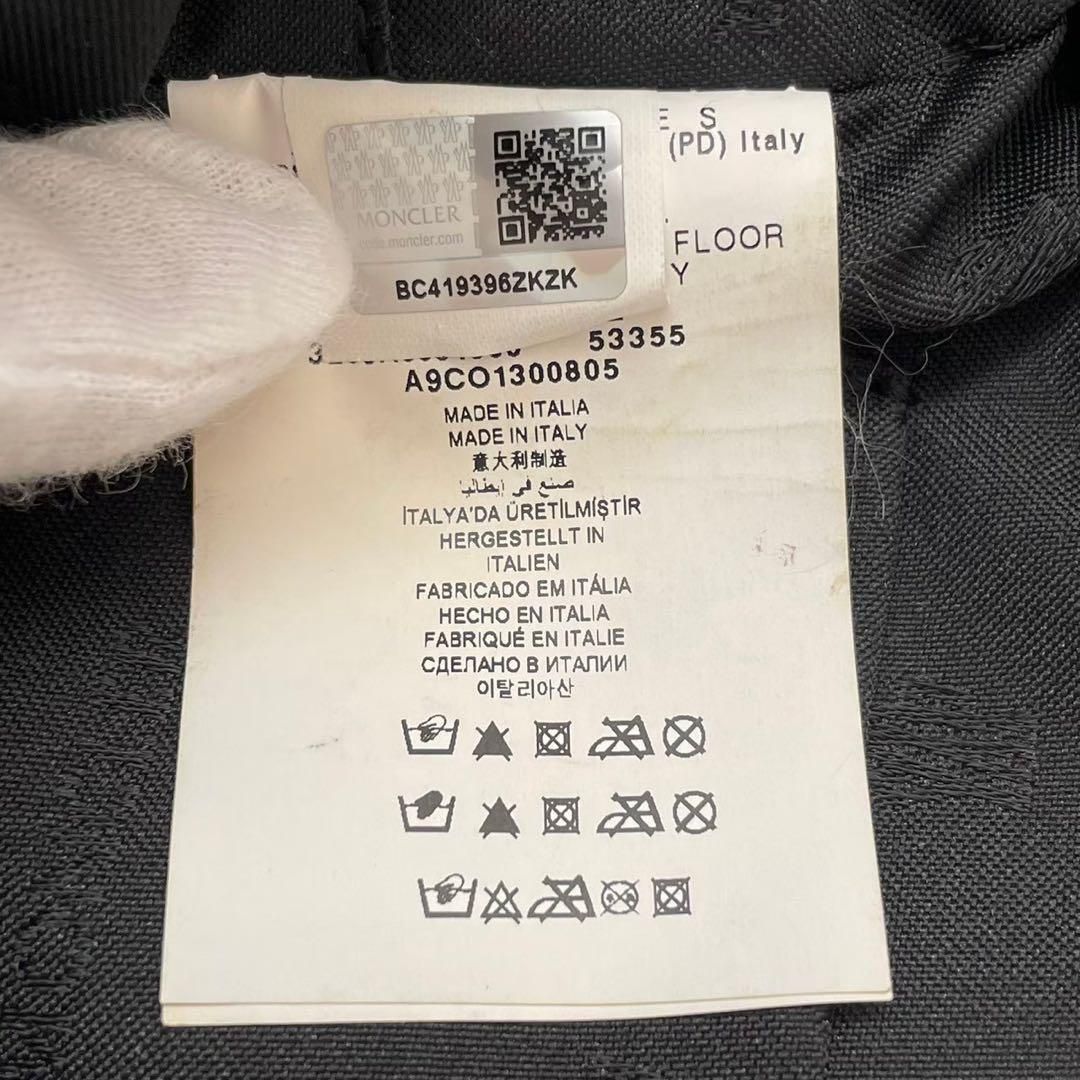 E S
(PD) Italy
MONCLER
code.moncler.com
FLOOR
BC419396ZKZK
Y
53355
A9CO1300805
MADE IN ITALIA
MADE IN ITALY
意大利制造
صنع في إيطاليا
İTALYA'DA ÜRETİLMİŞTİR
HERGESTELLT IN
ITALIEN
FABRICADO EM ITÁLIA
HECHO EN ITALIA
FABRIQUÉ EN ITALIE
СДЕЛАНО В ИТАЛИИ
이탈리아산